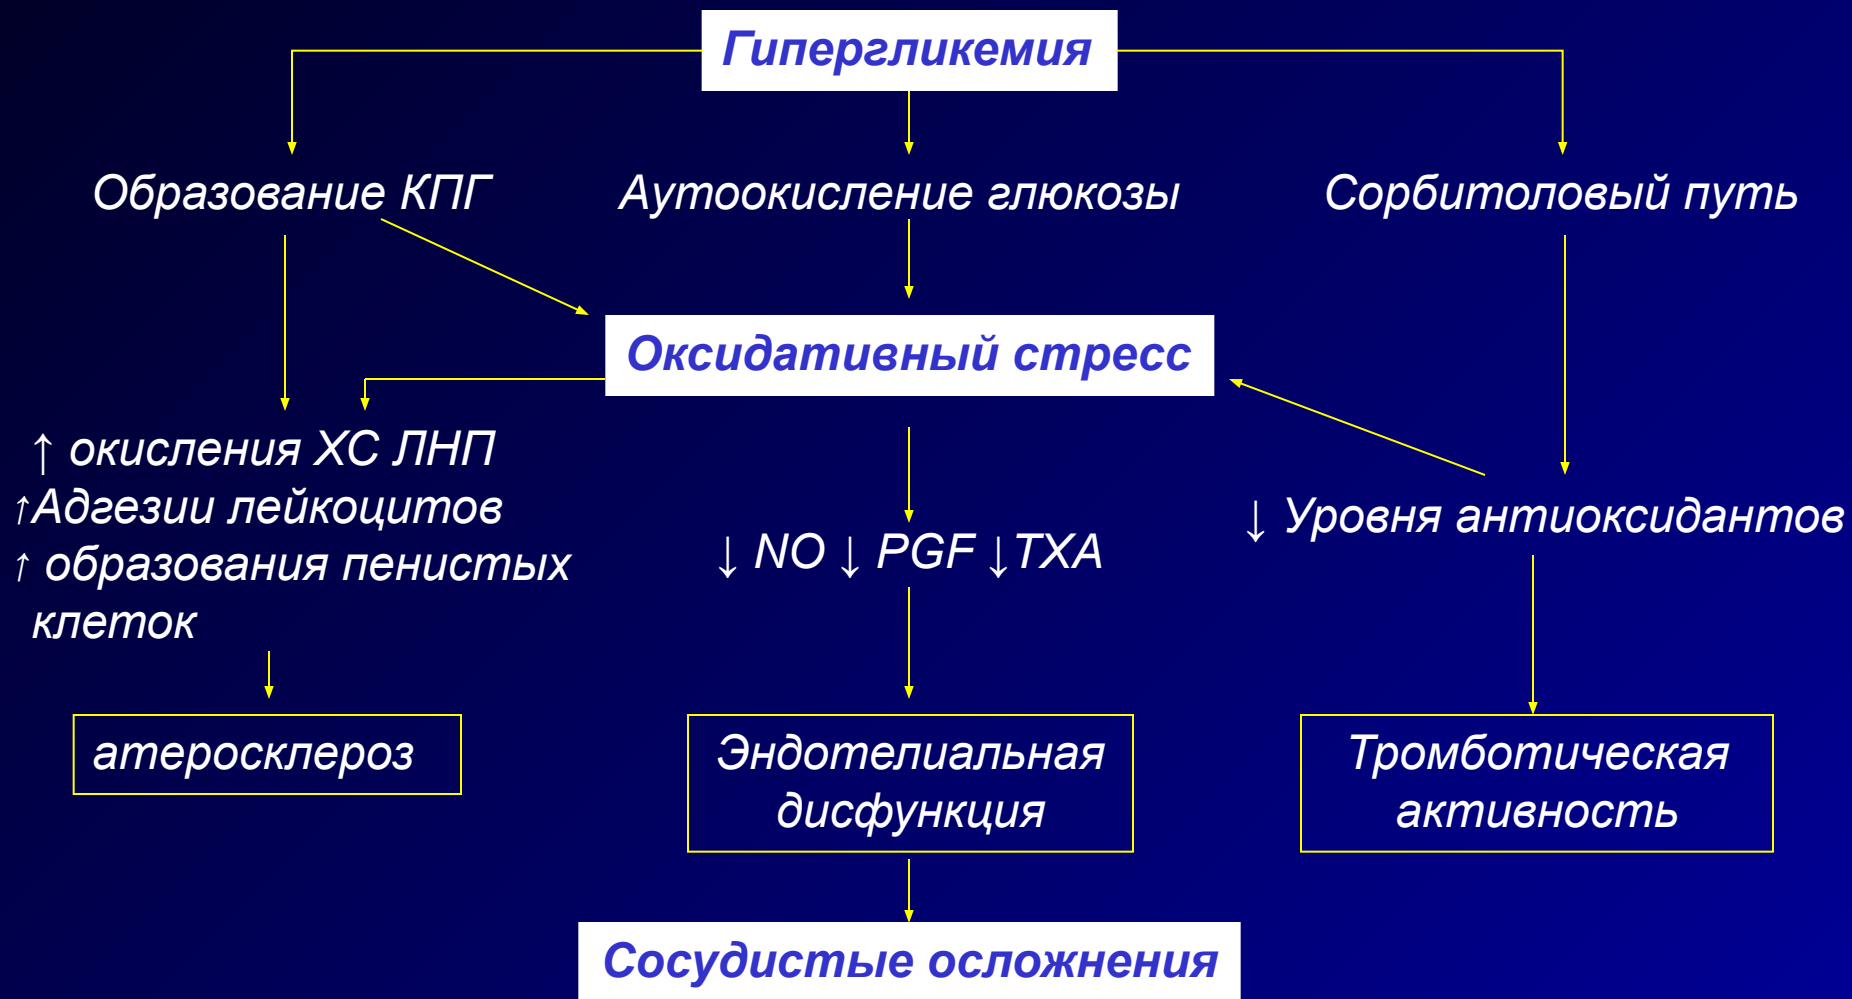 Гипергликемия
Образование КПГ
Аутоокисление глюкозы
Сорбитоловый путь
Оксидативный стресс
↑ окисления ХС ЛНП
↑Адгезии лейкоцитов
↑ образования пенистых
клеток
↓ NO ↓ PGF ↓TXA
↓ Уровня антиоксидантов
атеросклероз
Эндотелиальная
дисфункция
Тромботическая
активность
Сосудистые осложнения